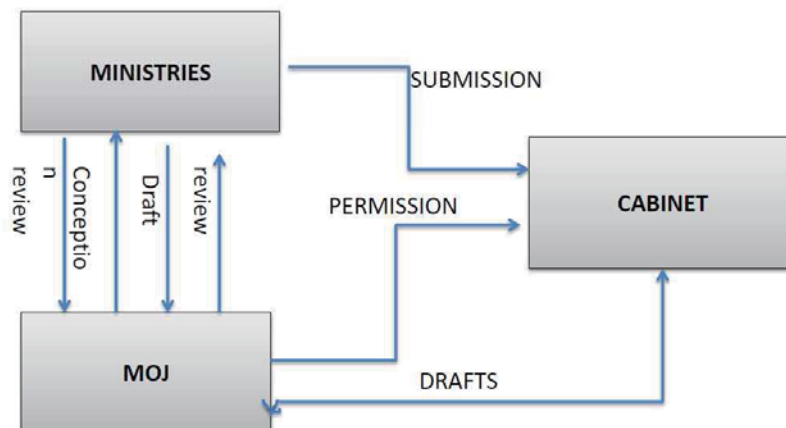 MINISTRIES
SUBMISSION
review
Conceptio
n
Draft
review
CABINET
PERMISSION
MOJ
DRAFTS